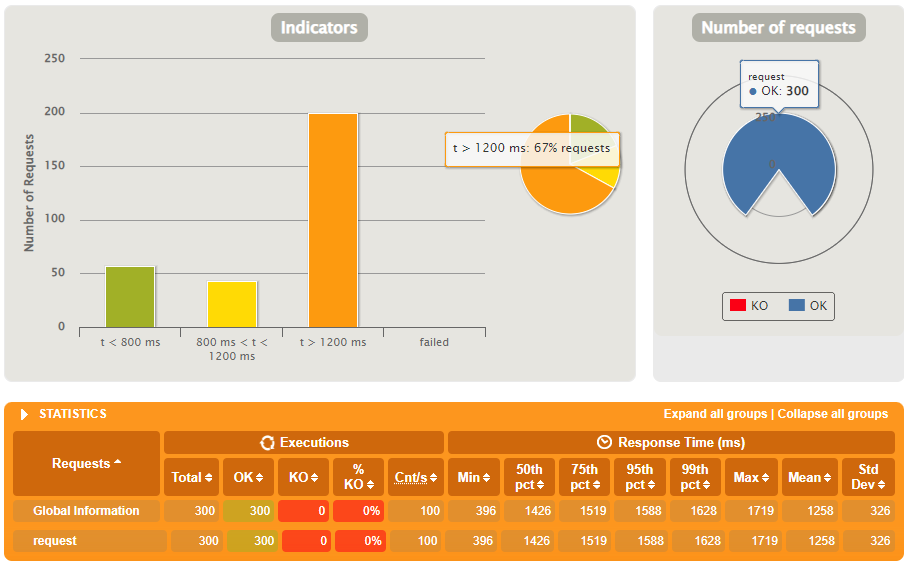 Indicators
Number of requests
250
200
150
100
50
0
Number of Requests
t < 800 ms
800 ms < t <
1200 ms
t > 1200 ms
failed
t > 1200 ms: 67% requests
request
● OK: 300
250
0
KO
OK
STATISTICS
Expand all groups | Collapse all groups
Requests
Executions
Response Time (ms)
Total
OK
KO
%
KO
Cnt/s
Min
50th
pct
75th
pct
95th
pct
99th
pct
Max
Mean
Std
Dev
Global Information 300 300 0 0% 100 396 1426 1519 1588 1628 1719 1258 326
request 300 300 0 0% 100 396 1426 1519 1588 1628 1719 1258 326